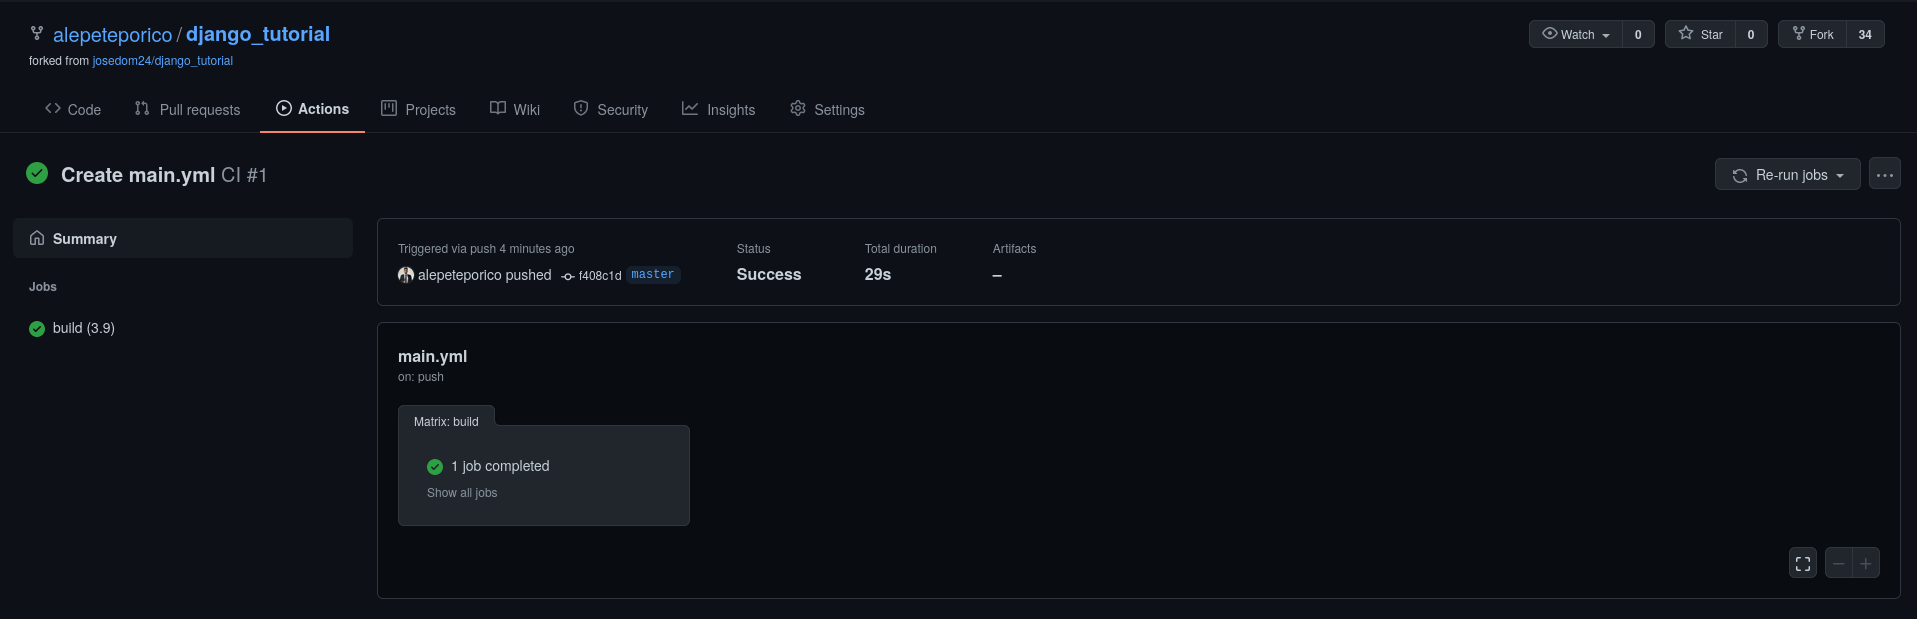 alepeteporico / django_tutorial
Watch 0 Star 0 Fork 34
forked from josedom24/django_tutorial
Code Pull requests Actions Projects Wiki Security Insights Settings
Create main.yml CI #1
Re-run jobs ...
Summary
Jobs
build (3.9)
Triggered via push 4 minutes ago Status Total duration Artifacts
alepeteporico pushed f408c1d master Success 29s –
main.yml
on: push
Matrix: build
1 job completed
Show all jobs